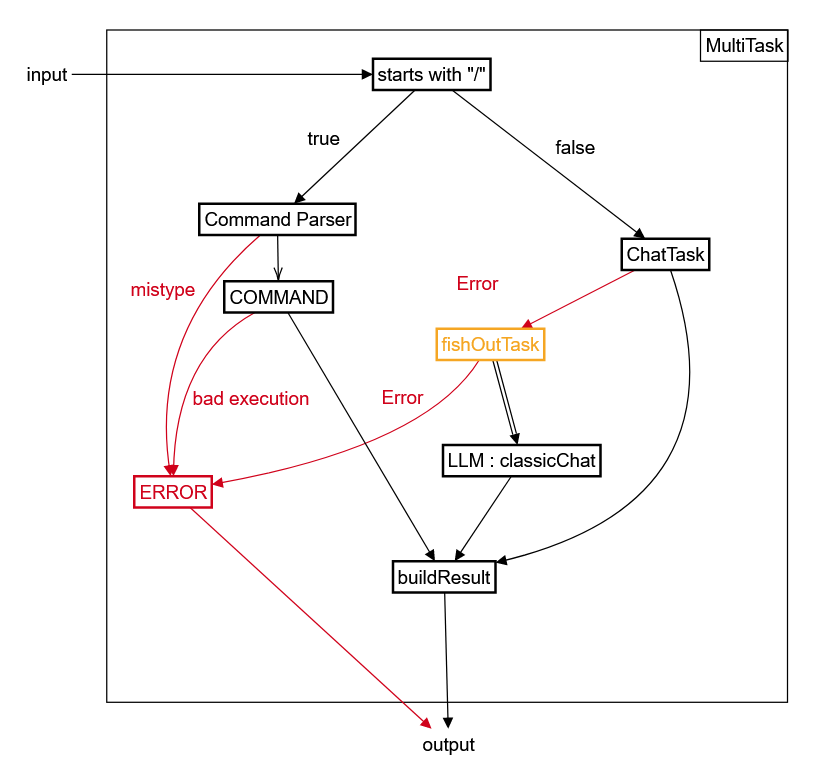 MultiTask
input
starts with "/"
true
false
Command Parser
ChatTask
mistype
Error
COMMAND
fishOutTask
bad execution
Error
LLM : classicChat
ERROR
buildResult
output